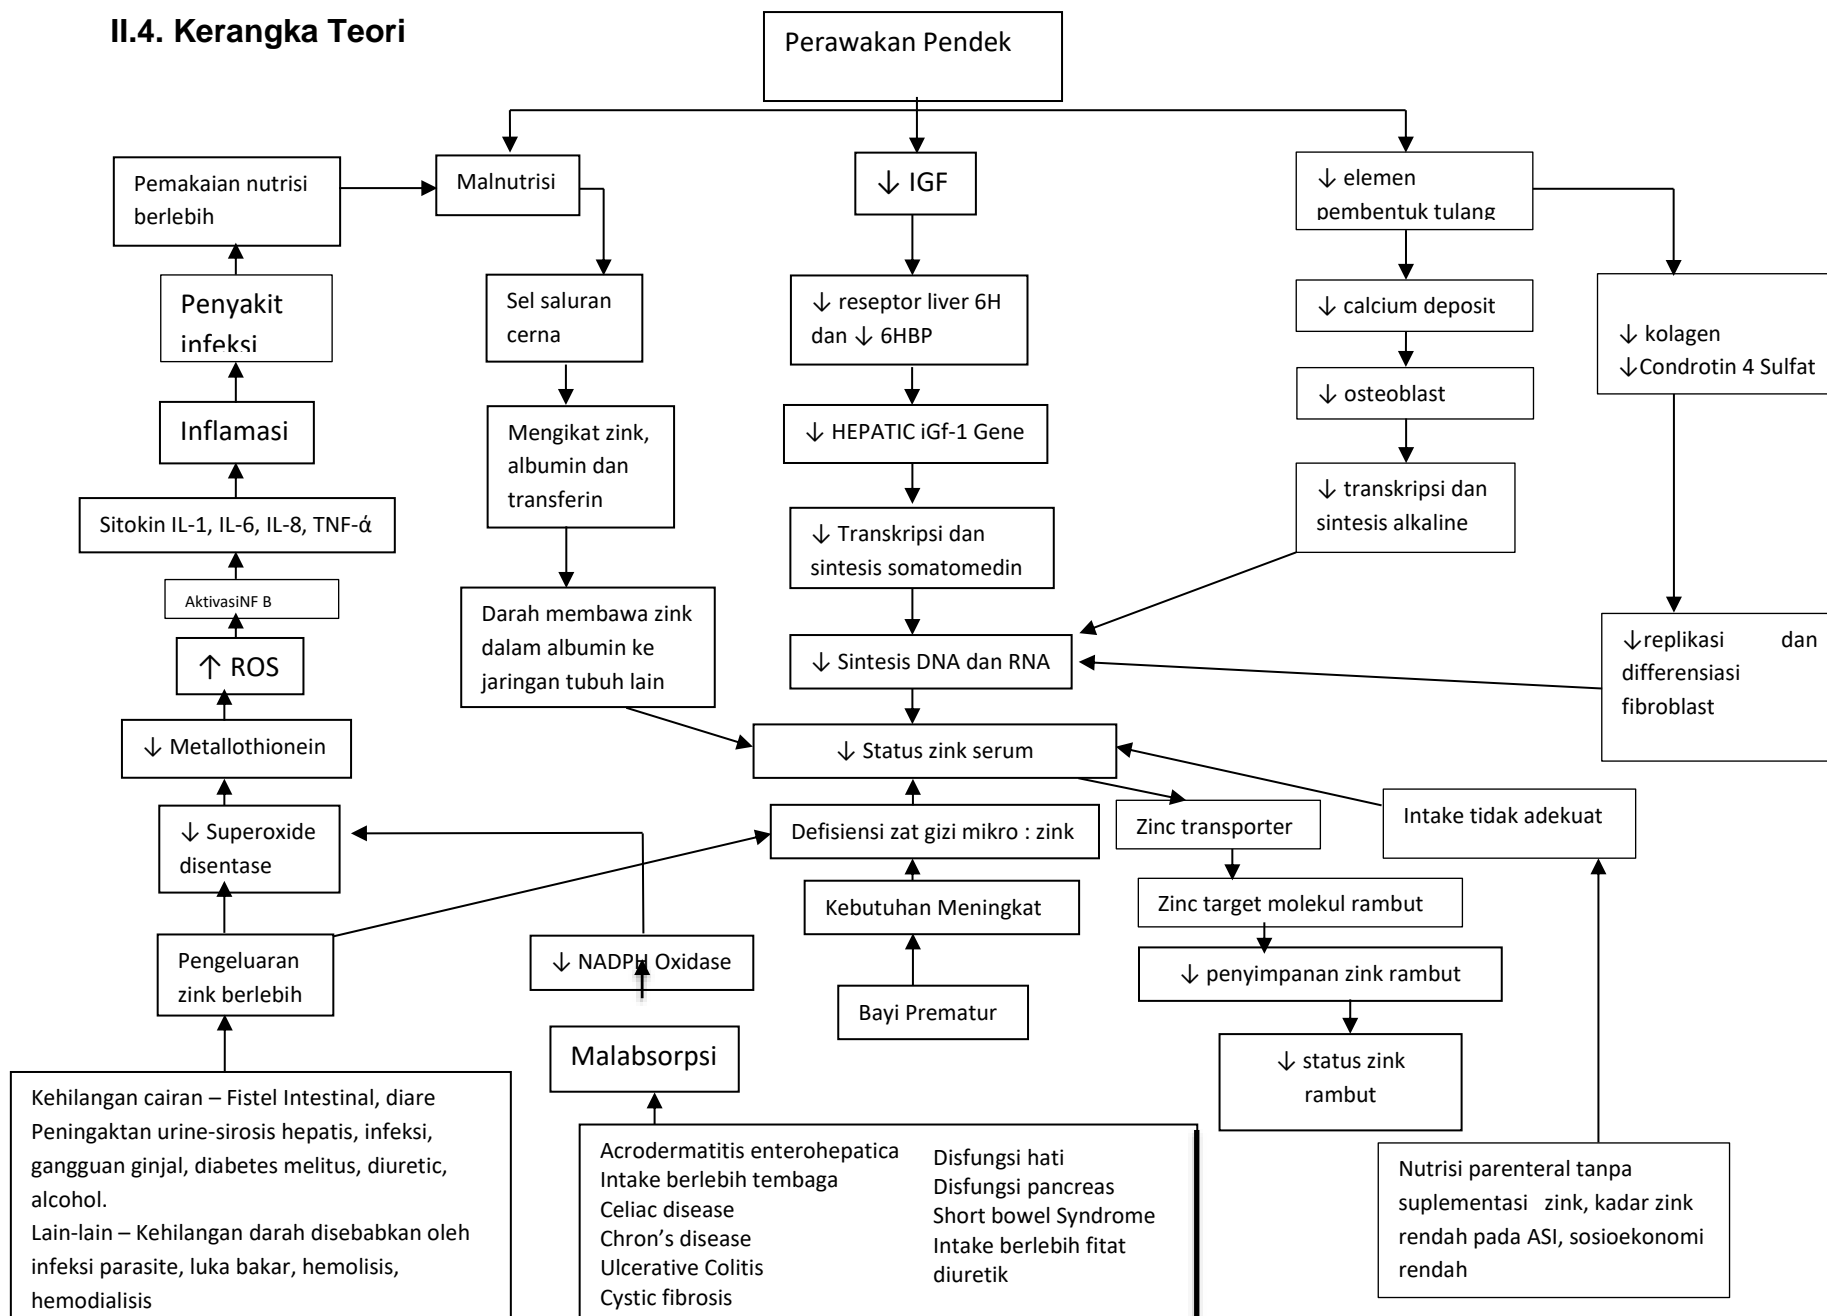 II.4. Kerangka Teori
Perawakan Pendek
Pemakaian nutrisi
berlebih
Malnutrisi
↓ IGF
↓ elemen
pembentuk tulang
Penyakit
infeksi
Sel saluran
cerna
↓ reseptor liver 6H
dan ↓ 6HBP
↓ calcium deposit
↓ kolagen
↓Condrotin 4 Sulfat
Inflamasi
Mengikat zink,
albumin dan
transferin
↓ HEPATIC iGf-1 Gene
↓ osteoblast
Sitokin IL-1, IL-6, IL-8, TNF-ά
↓ Transkripsi dan
sintesis somatomedin
↓ transkripsi dan
sintesis alkaline
AktivasiNF B
Darah membawa zink
dalam albumin ke
jaringan tubuh lain
↑ ROS
↓ Sintesis DNA dan RNA
↓replikasi dan
differensiasi
fibroblast
↓ Metallothionein
↓ Status zink serum
↓ Superoxide
disentase
Defisiensi zat gizi mikro : zink
Zinc transporter
Intake tidak adekuat
Kebutuhan Meningkat
Zinc target molekul rambut
Pengeluaran
zink berlebih
↓ NADPH Oxidase
↓ penyimpanan zink rambut
Bayi Prematur
Malabsorpsi
↓ status zink
rambut
Kehilangan cairan – Fistel Intestinal, diare
Peningaktan urine-sirosis hepatis, infeksi,
gangguan ginjal, diabetes melitus, diuretic,
alcohol.
Lain-lain – Kehilangan darah disebabkan oleh
infeksi parasite, luka bakar, hemolisis,
hemodialisis
Acrodermatitis enterohepatica
Intake berlebih tembaga
Celiac disease
Chron’s disease
Ulcerative Colitis
Cystic fibrosis
Disfungsi hati
Disfungsi pancreas
Short bowel Syndrome
Intake berlebih fitat
diuretik
Nutrisi parenteral tanpa
suplementasi zink, kadar zink
rendah pada ASI, sosioekonomi
rendah